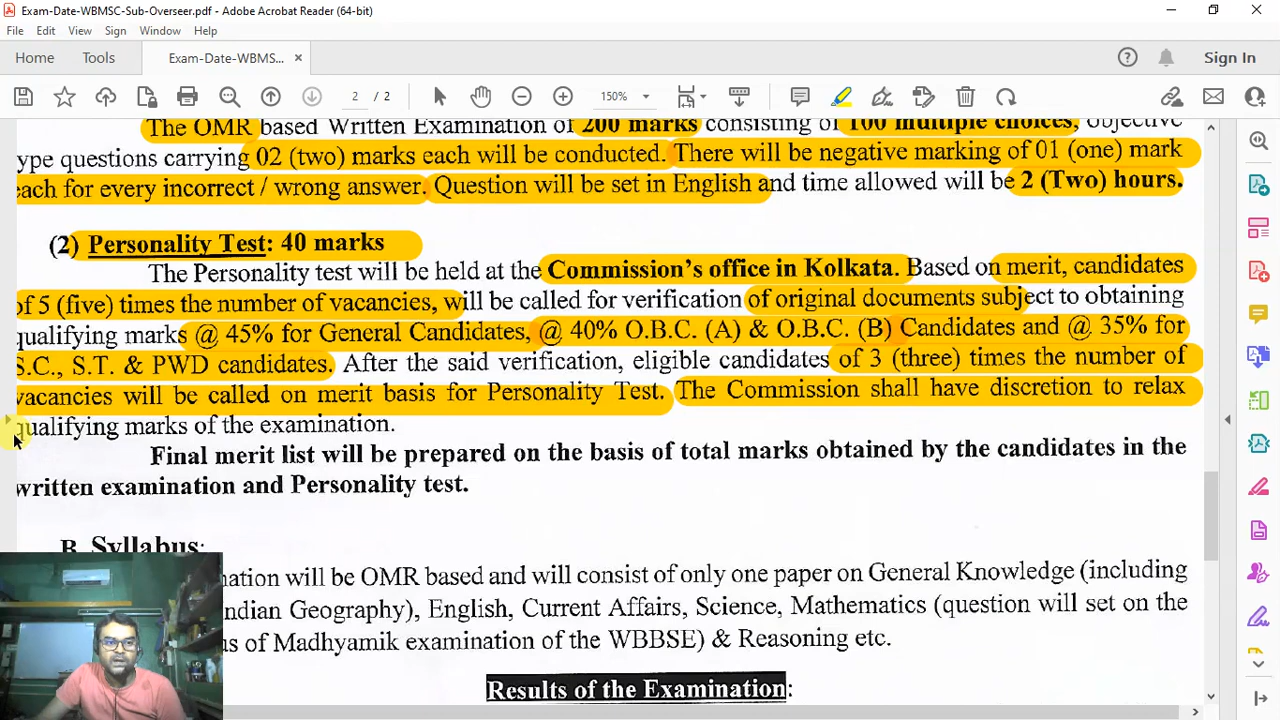 Exam-Date-WBMSC-Sub-Overseer.pdf - Adobe Acrobat Reader (64-bit)
File Edit View Sign Window Help
Home Tools Exam-Date-WBMS... × Sign In
2 / 2 150%
The OMR based Written Examination of 200 marks consisting of 100 multiple choices, objective
ype questions carrying 02 (two) marks each will be conducted. There will be negative marking of 01 (one) mark
each for every incorrect / wrong answer. Question will be set in English and time allowed will be 2 (Two) hours.
(2) Personality Test: 40 marks
The Personality test will be held at the Commission's office in Kolkata. Based on merit, candidates
of 5 (five) times the number of vacancies, will be called for verification of original documents subject to obtaining
qualifying marks @ 45% for General Candidates, @ 40% O.B.C. (A) & O.B.C. (B) Candidates and @ 35% for
S.C., S.T. & PWD candidates. After the said verification, eligible candidates of 3 (three) times the number of
vacancies will be called on merit basis for Personality Test. The Commission shall have discretion to relax
qualifying marks of the examination.
Final merit list will be prepared on the basis of total marks obtained by the candidates in the
written examination and Personality test.
B. Syllabus:
nation will be OMR based and will consist of only one paper on General Knowledge (including
ndian Geography), English, Current Affairs, Science, Mathematics (question will set on the
us of Madhyamik examination of the WBBSE) & Reasoning etc.
Results of the Examination: